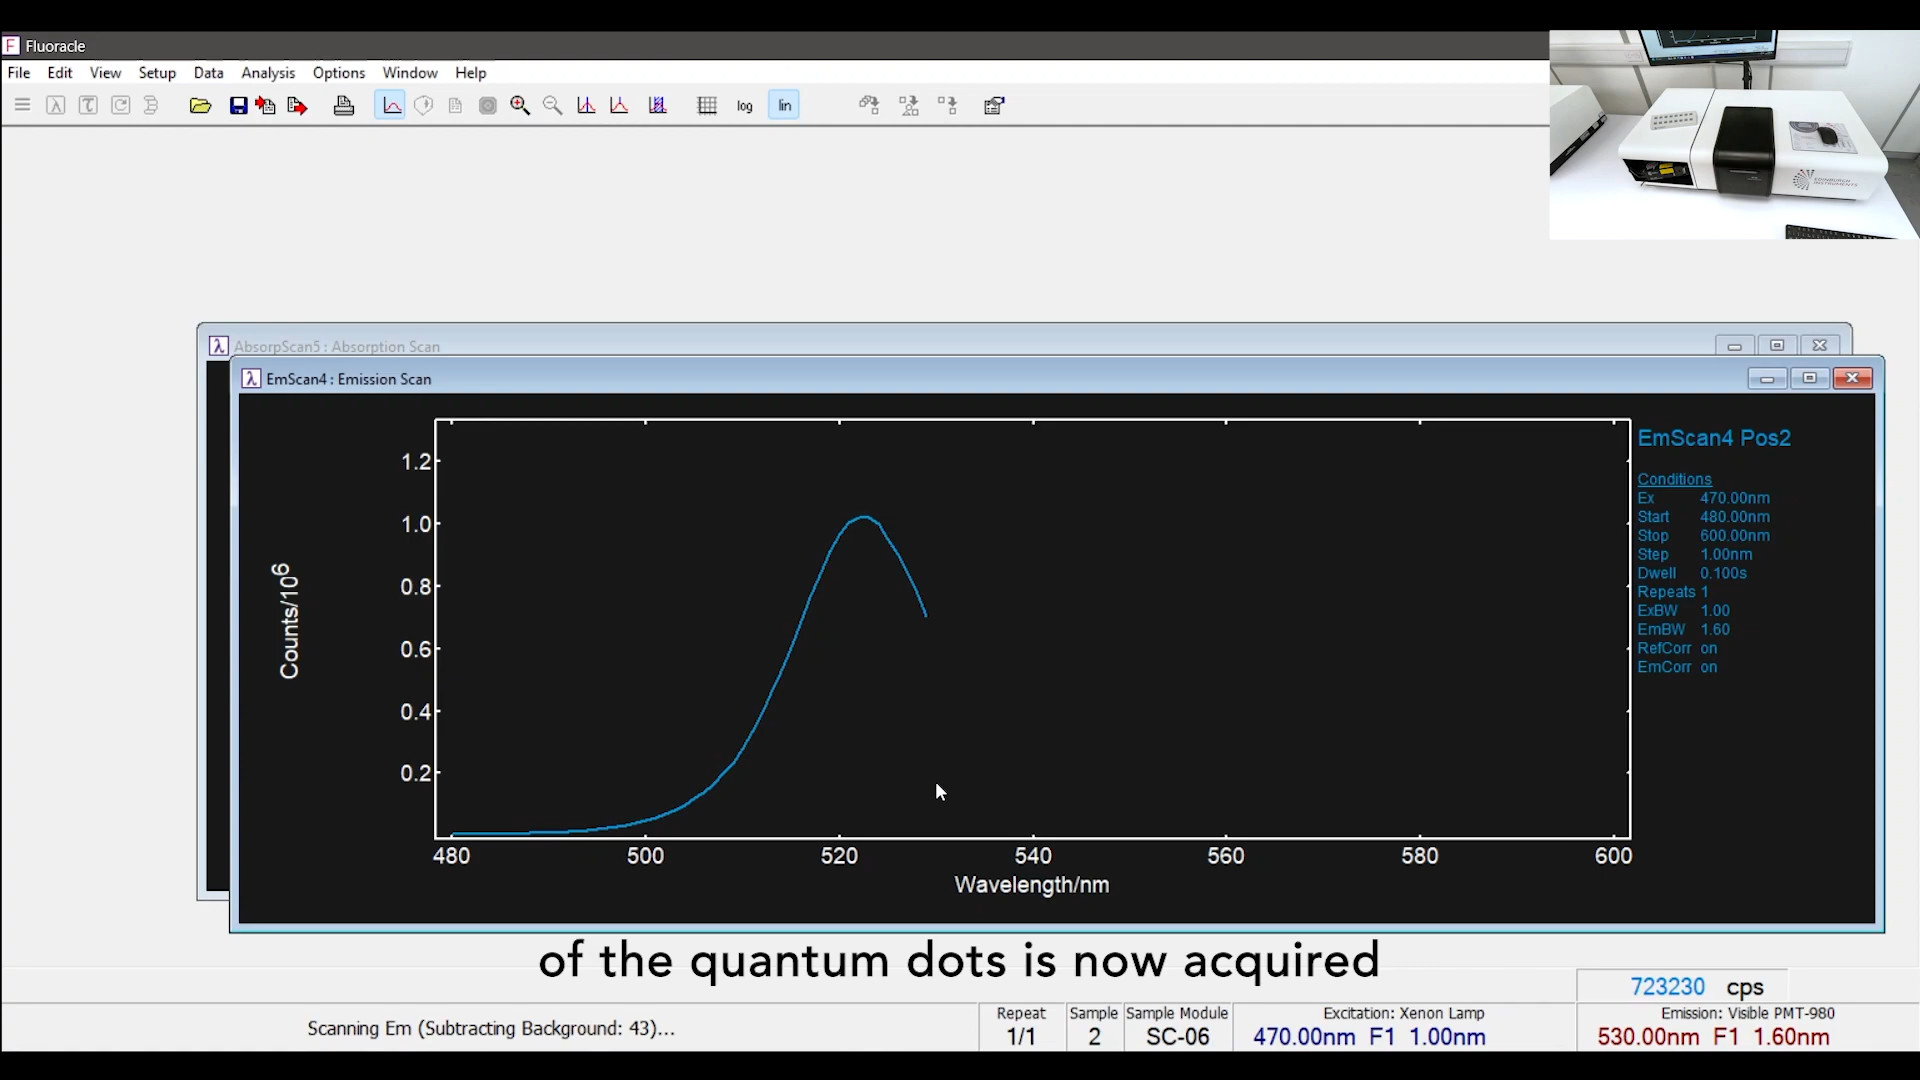 F Fluoracle
File Edit View Setup Data Analysis Options Window Help
log lin
EDINBURGH
INSTRUMENTS
λ AbsorpScan5 : Absorption Scan
λ EmScan4 : Emission Scan
EmScan4 Pos2
Conditions
Ex 470.00nm
Start 480.00nm
Stop 600.00nm
Step 1.00nm
Dwell 0.100s
Repeats 1
ExBW 1.00
EmBW 1.60
RefCorr on
EmCorr on
Counts/10⁶
1.2
1.0
0.8
0.6
0.4
0.2
480 500 520 540 560 580 600
Wavelength/nm
of the quantum dots is now acquired
723230 cps
Scanning Em (Subtracting Background: 43)...
Repeat
1/1
Sample
2
Sample Module
SC-06
Excitation: Xenon Lamp
470.00nm F1 1.00nm
Emission: Visible PMT-980
530.00nm F1 1.60nm